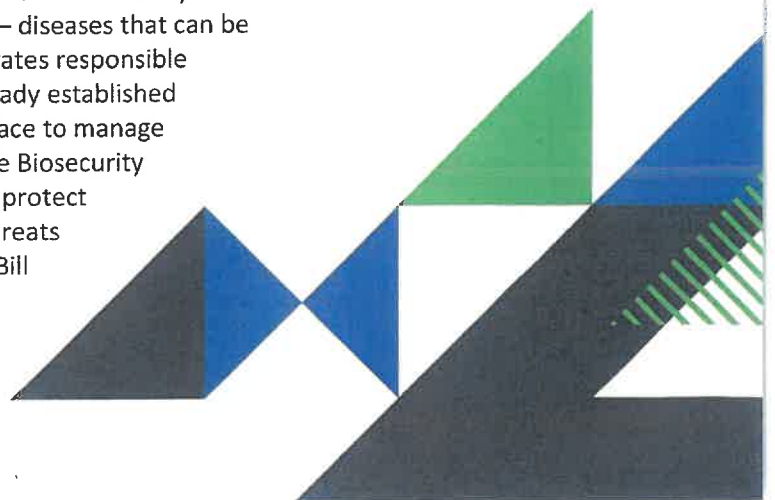 – diseases that can be
ates responsible
ady established
ace to manage
e Biosecurity
protect
reats
Bill